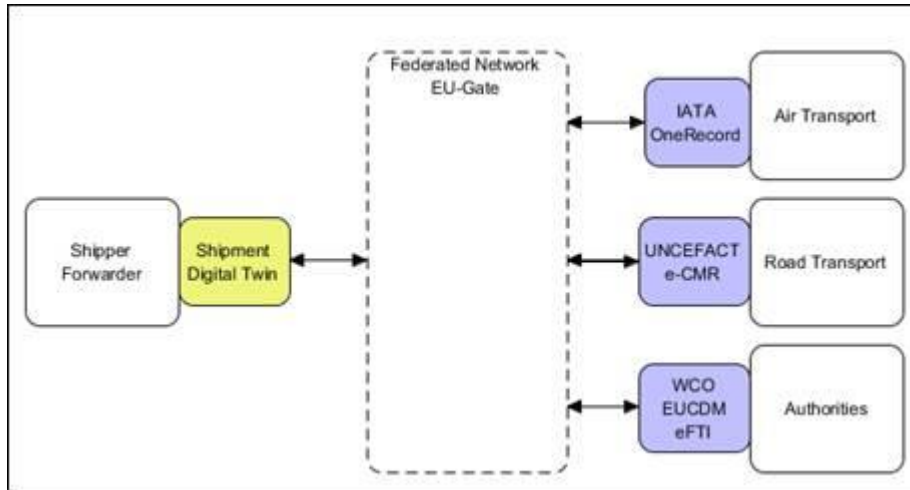 Federated Network
EU-Gate
Shipper
Forwarder
Shipment
Digital Twin
IATA
OneRecord
Air Transport
UNCEFACT
e-CMR
Road Transport
WCO
EUCDM
eFTI
Authorities